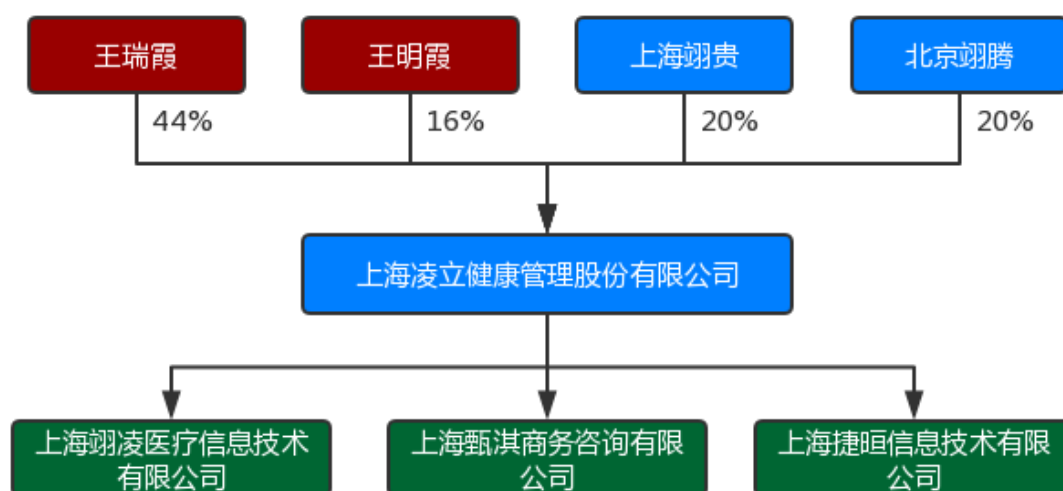 王瑞霞
王明霞
上海翊贵
北京翊腾
44%
16%
20%
20%
上海凌立健康管理股份有限公司
上海翊凌医疗信息技术
有限公司
上海甄淇商务咨询有限
公司
上海捷晅信息技术有限
公司